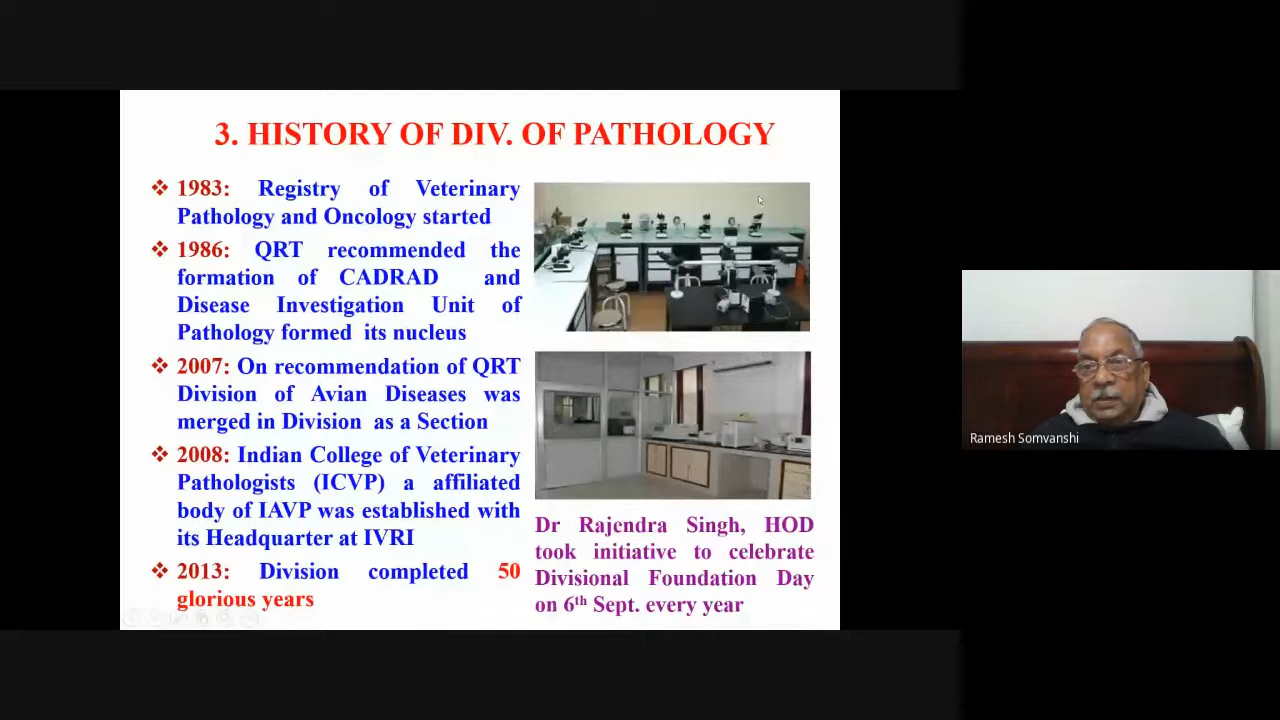 3. HISTORY OF DIV. OF PATHOLOGY
❖ 1983: Registry of Veterinary
Pathology and Oncology started
❖ 1986: QRT recommended the
formation of CADRAD and
Disease Investigation Unit of
Pathology formed its nucleus
❖ 2007: On recommendation of QRT
Division of Avian Diseases was
merged in Division as a Section
❖ 2008: Indian College of Veterinary
Pathologists (ICVP) a affiliated
body of IAVP was established with
its Headquarter at IVRI
❖ 2013: Division completed 50
glorious years
Dr Rajendra Singh, HOD
took initiative to celebrate
Divisional Foundation Day
on 6th Sept. every year
Ramesh Somvanshi